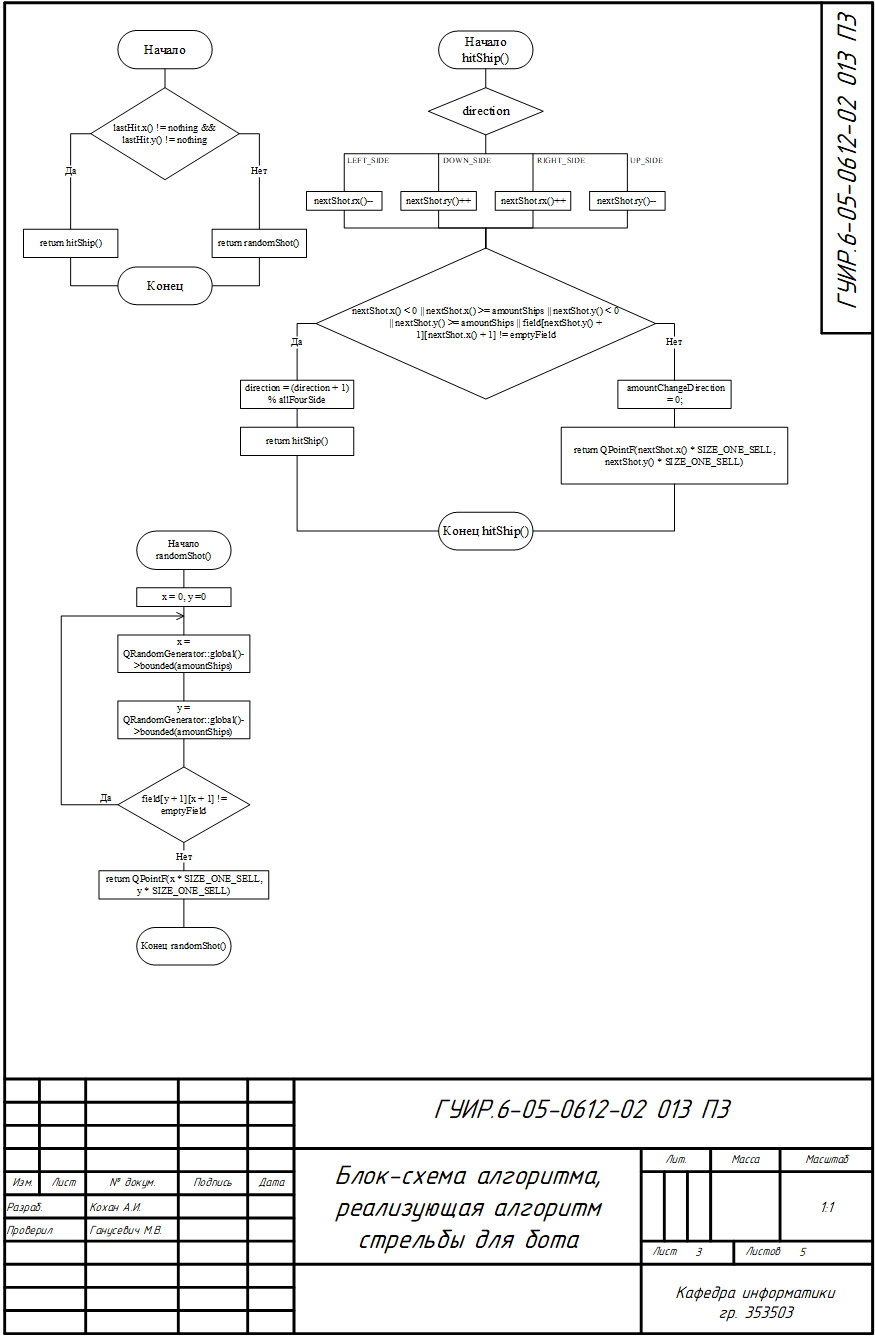 ГУИР.6-05-0612-02 013 ПЗ
Начало
lastHit.x() != nothing &&
lastHit.y() != nothing
Да
Нет
return hitShip()
return randomShot()
Конец
Начало
hitShip()
direction
LEFT_SIDE
DOWN_SIDE
RIGHT_SIDE
UP_SIDE
nextShot.rx()--
nextShot.ry()++
nextShot.rx()++
nextShot.ry()--
nextShot.x() < 0 || nextShot.x() >= amountShips || nextShot.y() < 0
|| nextShot.y() >= amountShips || field[nextShot.y() +
1][nextShot.x() + 1] != emptyField
Да
Нет
direction = (direction + 1)
% allFourSide
amountChangeDirection
= 0;
return hitShip()
return QPointF(nextShot.x() * SIZE_ONE_SELL,
nextShot.y() * SIZE_ONE_SELL)
Конец hitShip()
Начало
randomShot()
x = 0, y =0
x =
QRandomGenerator::global()-
>bounded(amountShips)
y =
QRandomGenerator::global()-
>bounded(amountShips)
Да
field[y + 1][x + 1] !=
emptyField
Нет
return QPointF(x * SIZE_ONE_SELL,
y * SIZE_ONE_SELL)
Конец randomShot()
ГУИР.6-05-0612-02 013 ПЗ
Изм. Лист № докум. Подпись Дата
Разраб. Кохан А.И.
Проверил Ганусевич М.В.
Блок-схема алгоритма,
реализующая алгоритм
стрельбы для бота
Лит. Масса Масштаб
1:1
Лист 3 Листов 5
Кафедра информатики
гр. 353503